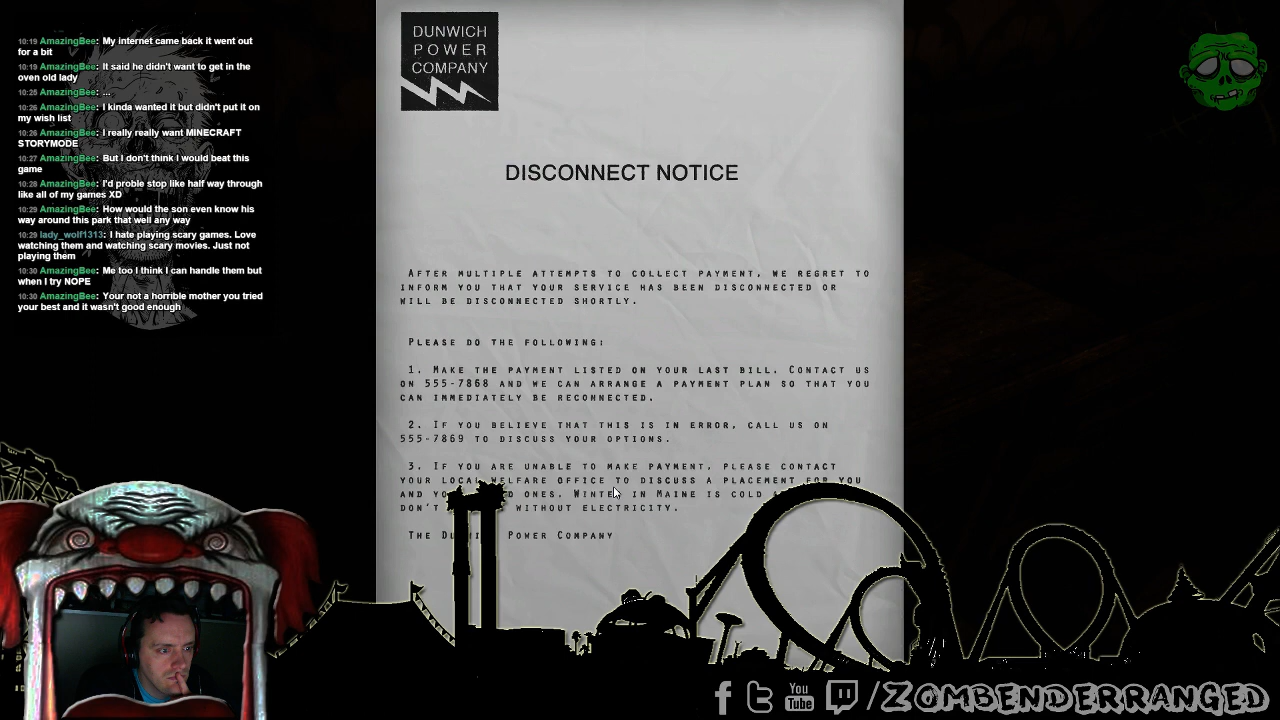 10:19 AmazingBee: My internet came back it went out
for a bit
10:19 AmazingBee: It said he didn't want to get in the
oven old lady
10:25 AmazingBee: ...
10:26 AmazingBee: I kinda wanted it but didn't put it on
my wish list
10:26 AmazingBee: I really really want MINECRAFT
STORYMODE
10:27 AmazingBee: But I don't think I would beat this
game
10:28 AmazingBee: I'd proble stop like half way through
like all of my games XD
10:29 AmazingBee: How would the son even know his
way around this park that well any way
10:29 lady_wolf1313: I hate playing scary games. Love
watching them and watching scary movies. Just not
playing them
10:30 AmazingBee: Me too I think I can handle them but
when I try NOPE
10:30 AmazingBee: Your not a horrible mother you tried
your best and it wasn't good enough
DUNWICH
POWER
COMPANY
DISCONNECT NOTICE
After multiple attempts to collect payment, we regret to
inform you that your service has been disconnected or
will be disconnected shortly.
Please do the following:
1. Make the payment listed on your last bill. Contact us
on 555-7868 and we can arrange a payment plan so that you
can immediately be reconnected.
2. If you believe that this is in error, call us on
555-7869 to discuss your options.
3. If you are unable to make payment, please contact
your local welfare office to discuss a placement for you
and ones. Winter in Maine is cold
don't without electricity.
The Power Company
You
Tube
/ZOMBENDERRANGED